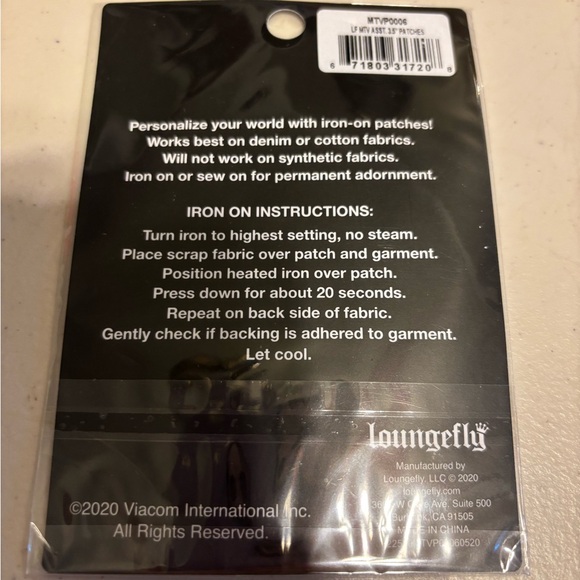 MTVP0006
LF MTV ASST. 3.5" PATCHES
6 71803 31720 8
Personalize your world with iron-on patches!
Works best on denim or cotton fabrics.
Will not work on synthetic fabrics.
Iron on or sew on for permanent adornment.
IRON ON INSTRUCTIONS:
Turn iron to highest setting, no steam.
Place scrap fabric over patch and garment.
Position heated iron over patch.
Press down for about 20 seconds.
Repeat on back side of fabric.
Gently check if backing is adhered to garment.
Let cool.
loungefly
Manufactured by
Loungefly, LLC © 2020
loungefly.com
Ave. Suite 500
CA 91505
MADE IN CHINA
©2020 Viacom International Inc.
All Rights Reserved.